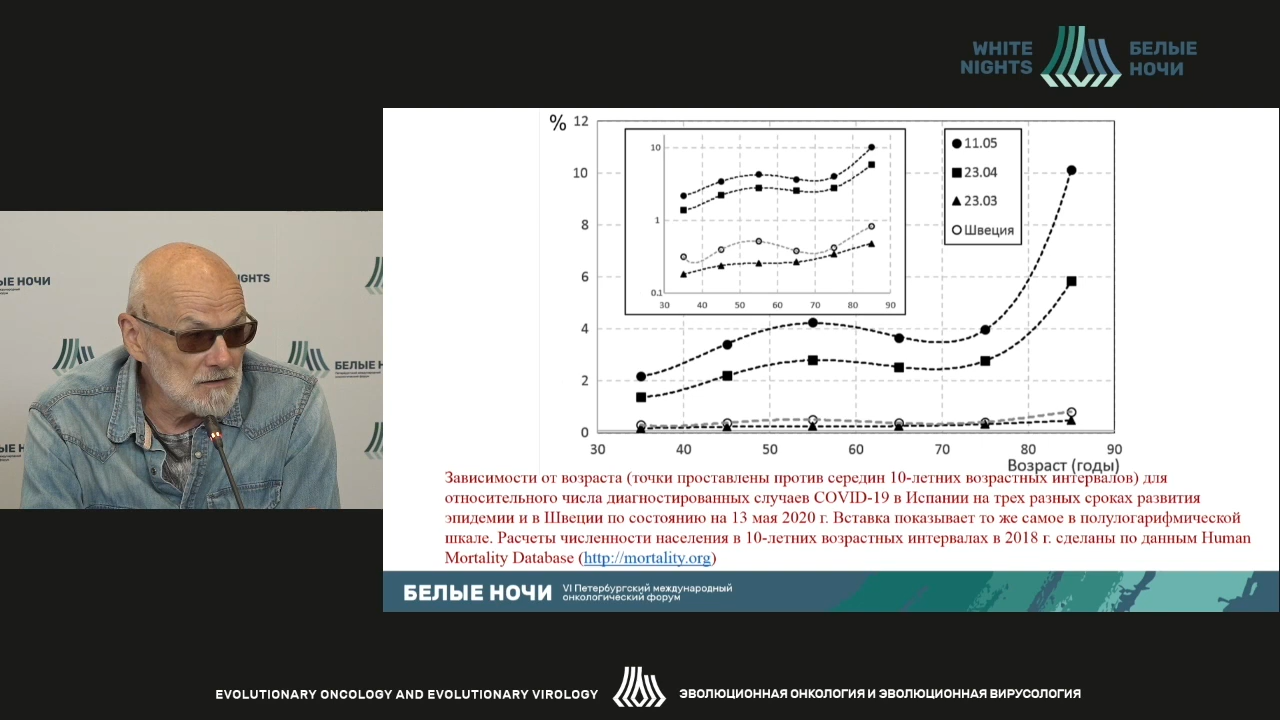 WHITE
NIGHTS
БЕЛЫЕ
НОЧИ
ЫЕ НОЧИ
NIGHTS
БЕЛЫЕ Н
%
12
10
8
6
4
2
0
30
40
50
60
70
80
90
Возраст (годы)
10
1
0.1
30
40
50
60
70
80
90
11.05
23.04
23.03
Швеция
Зависимости от возраста (точки проставлены против середин 10-летних возрастных интервалов) для
относительного числа диагностированных случаев COVID-19 в Испании на трех разных сроках развития
эпидемии и в Швеции по состоянию на 13 мая 2020 г. Вставка показывает то же самое в полулогарифмической
шкале. Расчеты численности населения в 10-летних возрастных интервалах в 2018 г. сделаны по данным Human
Mortality Database (http://mortality.org)
БЕЛЫЕ НОЧИ
VI Петербургский международный
онкологический форум
EVOLUTIONARY ONCOLOGY AND EVOLUTIONARY VIROLOGY
ЭВОЛЮЦИОННАЯ ОНКОЛОГИЯ И ЭВОЛЮЦИОННАЯ ВИРУСОЛОГИЯ